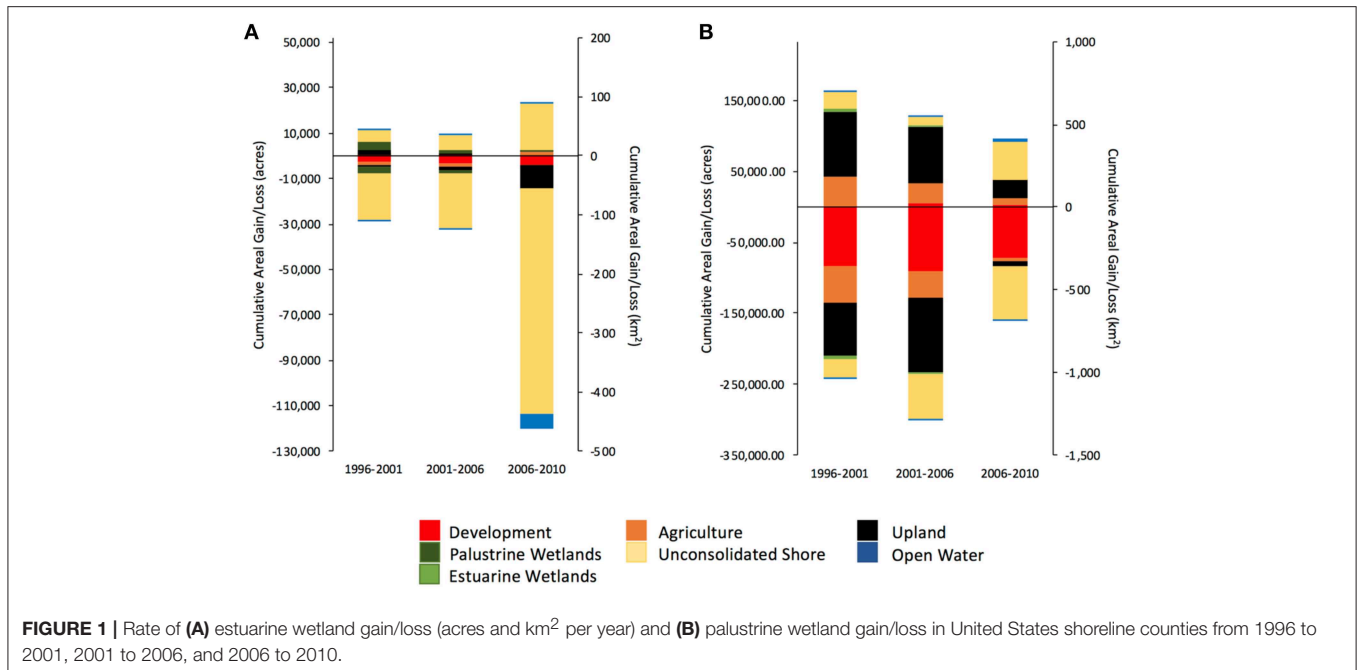 A
B
50,000
30,000
10,000
-10,000
-30,000
-50,000
-70,000
-90,000
-110,000
-130,000
Cumulative Areal Gain/Loss (acres)
200
100
0
-100
-200
-300
-400
-500
Cumulative Areal Gain/Loss (km²)
1996-2001
2001-2006
2006-2010
150,000.00
50,000.00
-50,000.00
-150,000.00
-250,000.00
-350,000.00
Cumulative Areal Gain/Loss (acres)
1,000
500
0
-500
-1,000
-1,500
Cumulative Areal Gain/Loss (km²)
1996-2001
2001-2006
2006-2010
Development
Agriculture
Upland
Palustrine Wetlands
Unconsolidated Shore
Open Water
Estuarine Wetlands
FIGURE 1 | Rate of (A) estuarine wetland gain/loss (acres and km² per year) and (B) palustrine wetland gain/loss in United States shoreline counties from 1996 to
2001, 2001 to 2006, and 2006 to 2010.